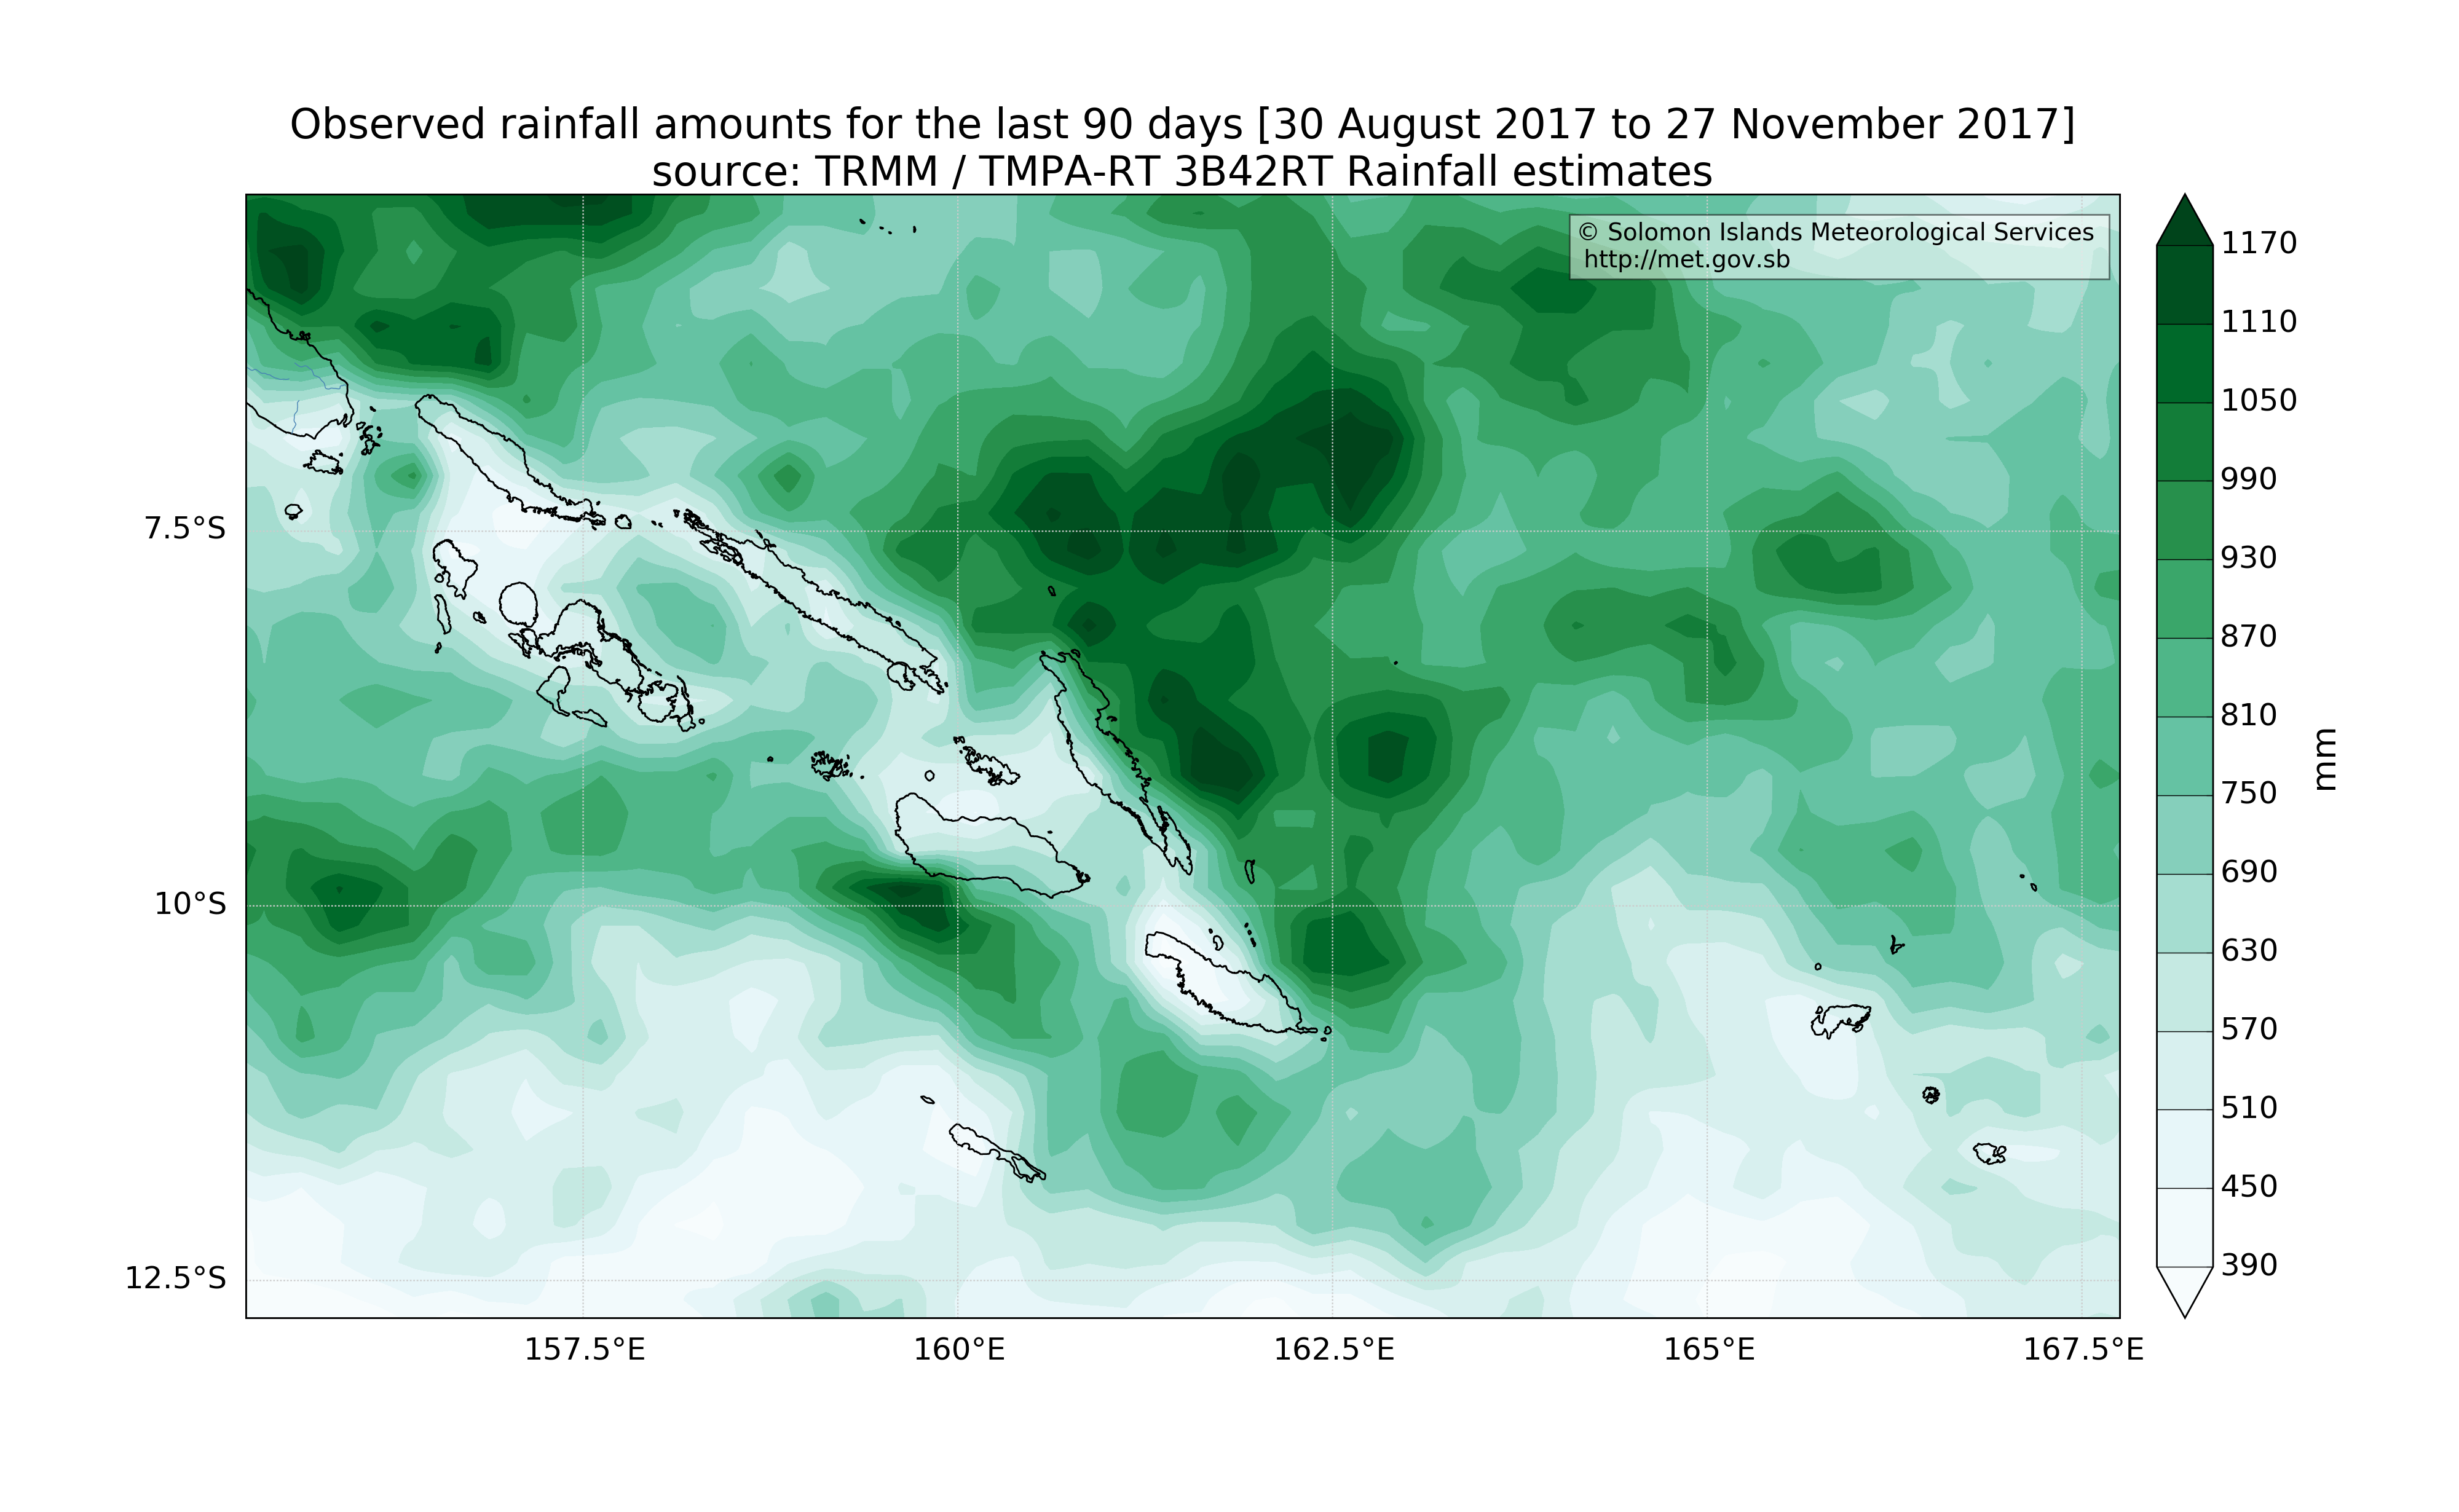 Observed rainfall amounts for the last 90 days [30 August 2017 to 27 November 2017]
source: TRMM / TMPA-RT 3B42RT Rainfall estimates
© Solomon Islands Meteorological Services
http://met.gov.sb
1170
1110
1050
990
930
870
810
750
690
630
570
510
450
390
mm
7.5°S
10°S
12.5°S
157.5°E
160°E
162.5°E
165°E
167.5°E